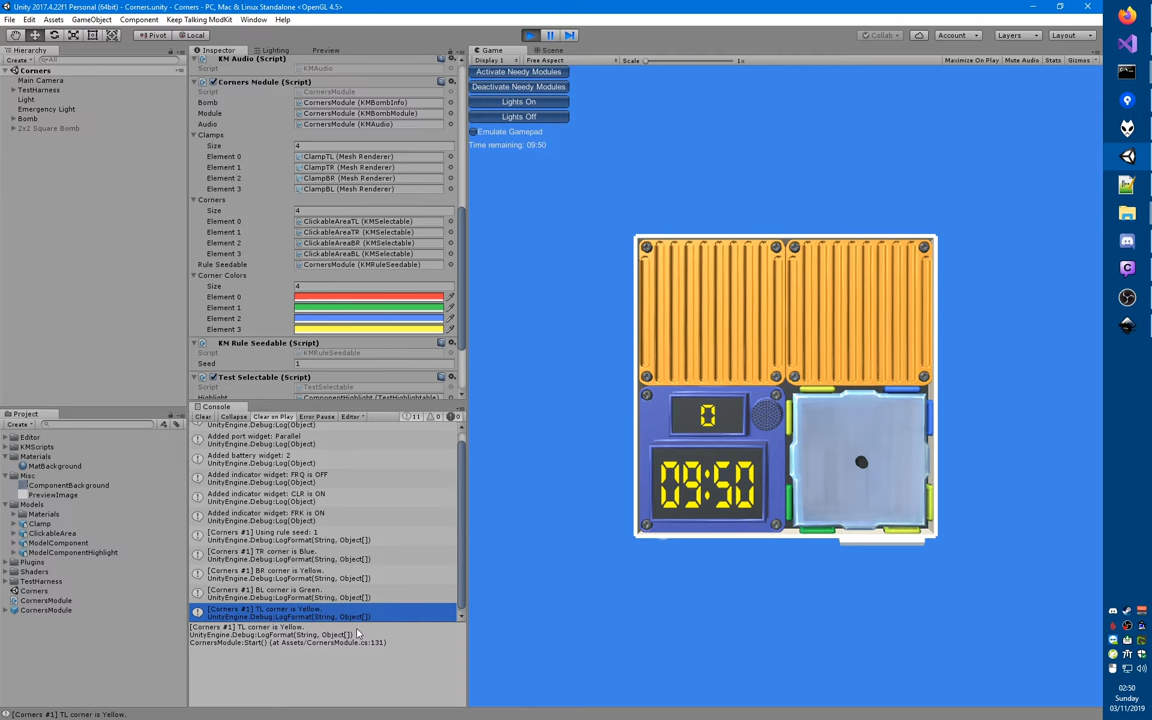 Unity 2017.4.22f1 Personal (64bit) - Corners.unity - Corners - PC, Mac & Linux Standalone <OpenGL 4.5>
File Edit Assets GameObject Component Keep Talking ModKit Window Help
Pivot Local Collab Account Layers Layout
Hierarchy
Create All
Corners
Main Camera
TestHarness
Light
Emergency Light
Bomb
2x2 Square Bomb
Project
Create
Editor
KMScripts
Materials
MatBackground
Misc
ComponentBackground
PreviewImage
Models
Materials
Clamp
ClickableArea
ModelComponent
ModelComponentHighlight
Plugins
Shaders
TestHarness
Corners
CornersModule
CornersModule
Inspector Lighting Preview
KM Audio (Script)
Script KMAudio
Corners Module (Script)
Script CornersModule
Bomb CornersModule (KMBombInfo)
Module CornersModule (KMBombModule)
Audio CornersModule (KMAudio)
Clamps
Size 4
Element 0 ClampTL (Mesh Renderer)
Element 1 ClampTR (Mesh Renderer)
Element 2 ClampBR (Mesh Renderer)
Element 3 ClampBL (Mesh Renderer)
Corners
Size 4
Element 0 ClickableAreaTL (KMSelectable)
Element 1 ClickableAreaTR (KMSelectable)
Element 2 ClickableAreaBR (KMSelectable)
Element 3 ClickableAreaBL (KMSelectable)
Rule Seedable CornersModule (KMRuleSeedable)
Corner Colors
Size 4
Element 0
Element 1
Element 2
Element 3
KM Rule Seedable (Script)
Script KMRuleSeedable
Seed 1
Test Selectable (Script)
Script TestSelectable
Highlight ComponentHighlight (TestHighlightable)
Console
Clear Collapse Clear on Play Error Pause Editor 11 0 0
UnityEngine.Debug:Log(Object)
Added port widget: Parallel
UnityEngine.Debug:Log(Object)
Added battery widget: 2
UnityEngine.Debug:Log(Object)
Added indicator widget: FRQ is OFF
UnityEngine.Debug:Log(Object)
Added indicator widget: CLR is ON
UnityEngine.Debug:Log(Object)
Added indicator widget: FRK is ON
UnityEngine.Debug:Log(Object)
[Corners #1] Using rule seed: 1
UnityEngine.Debug:LogFormat(String, Object[])
[Corners #1] TR corner is Blue.
UnityEngine.Debug:LogFormat(String, Object[])
[Corners #1] BR corner is Yellow.
UnityEngine.Debug:LogFormat(String, Object[])
[Corners #1] BL corner is Green.
UnityEngine.Debug:LogFormat(String, Object[])
[Corners #1] TL corner is Yellow.
UnityEngine.Debug:LogFormat(String, Object[])
[Corners #1] TL corner is Yellow.
UnityEngine.Debug:LogFormat(String, Object[])
CornersModule:Start() (at Assets/CornersModule.cs:131)
Game Scene
Display 1 Free Aspect Scale 1x Maximize On Play Mute Audio Stats Gizmos
Activate Needy Modules
Deactivate Needy Modules
Lights On
Lights Off
Emulate Gamepad
Time remaining: 09:50
0
09:50
02:50
Sunday
03/11/2019
[Corners #1] TL corner is Yellow.